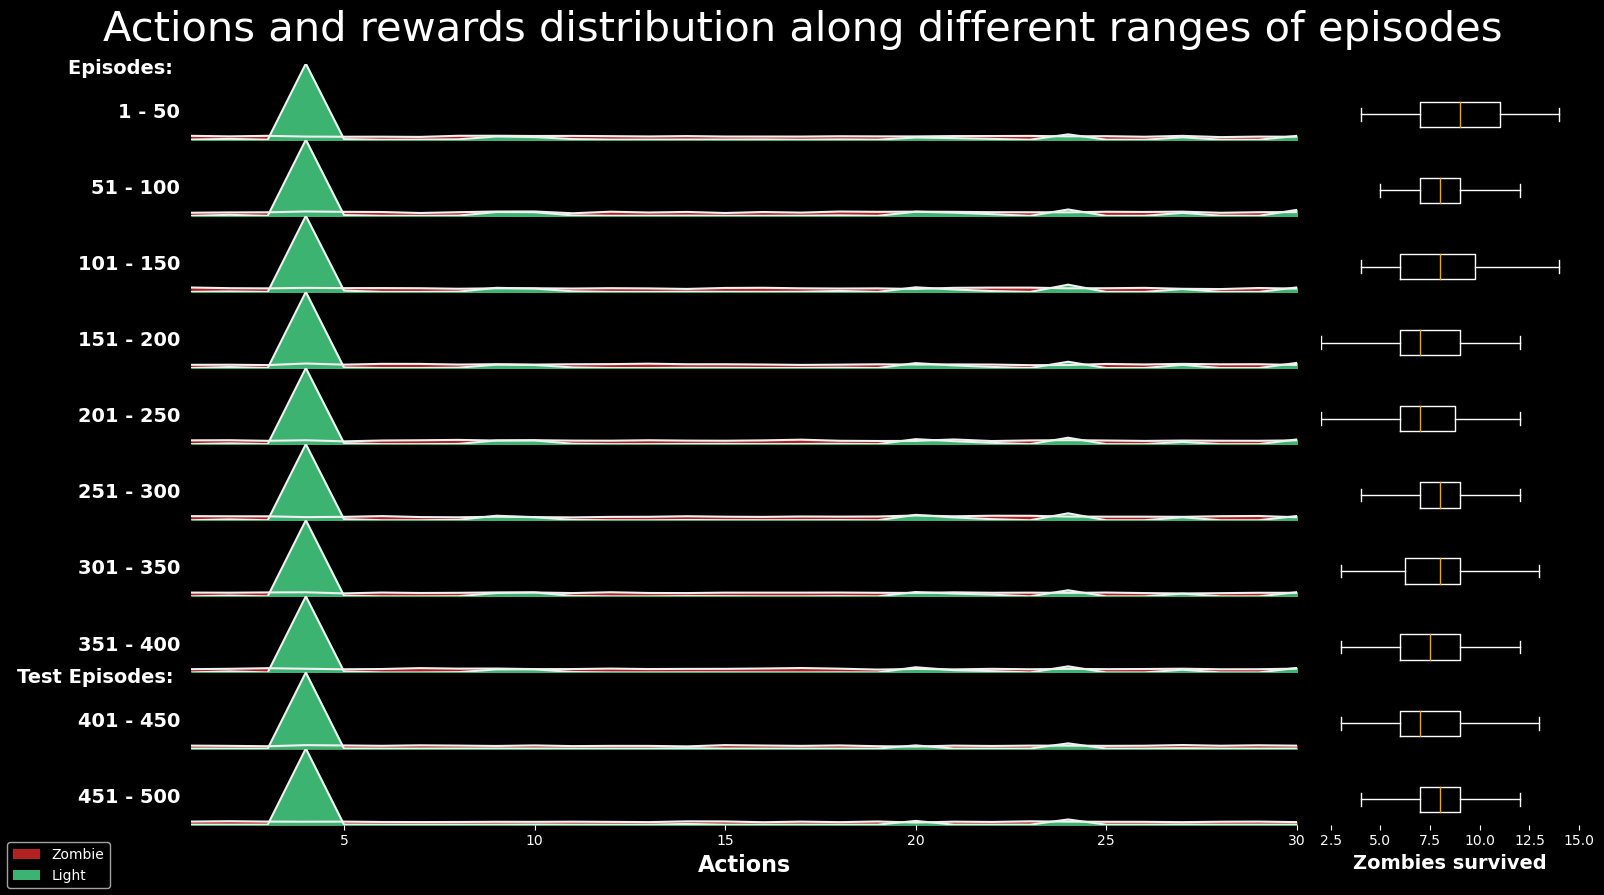 Actions and rewards distribution along different ranges of episodes
Episodes:
1 - 50
51 - 100
101 - 150
151 - 200
201 - 250
251 - 300
301 - 350
351 - 400
Test Episodes:
401 - 450
451 - 500
5 10 15 20 25 30
2.5 5.0 7.5 10.0 12.5 15.0
Actions
Zombies survived
Zombie
Light